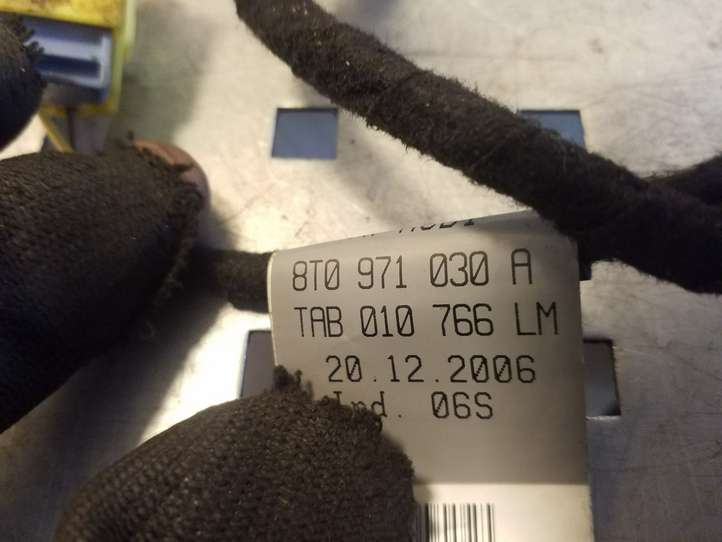 8T0 971 030 A
TAB 010 766 LM
20.12.2006
Ind. 06S